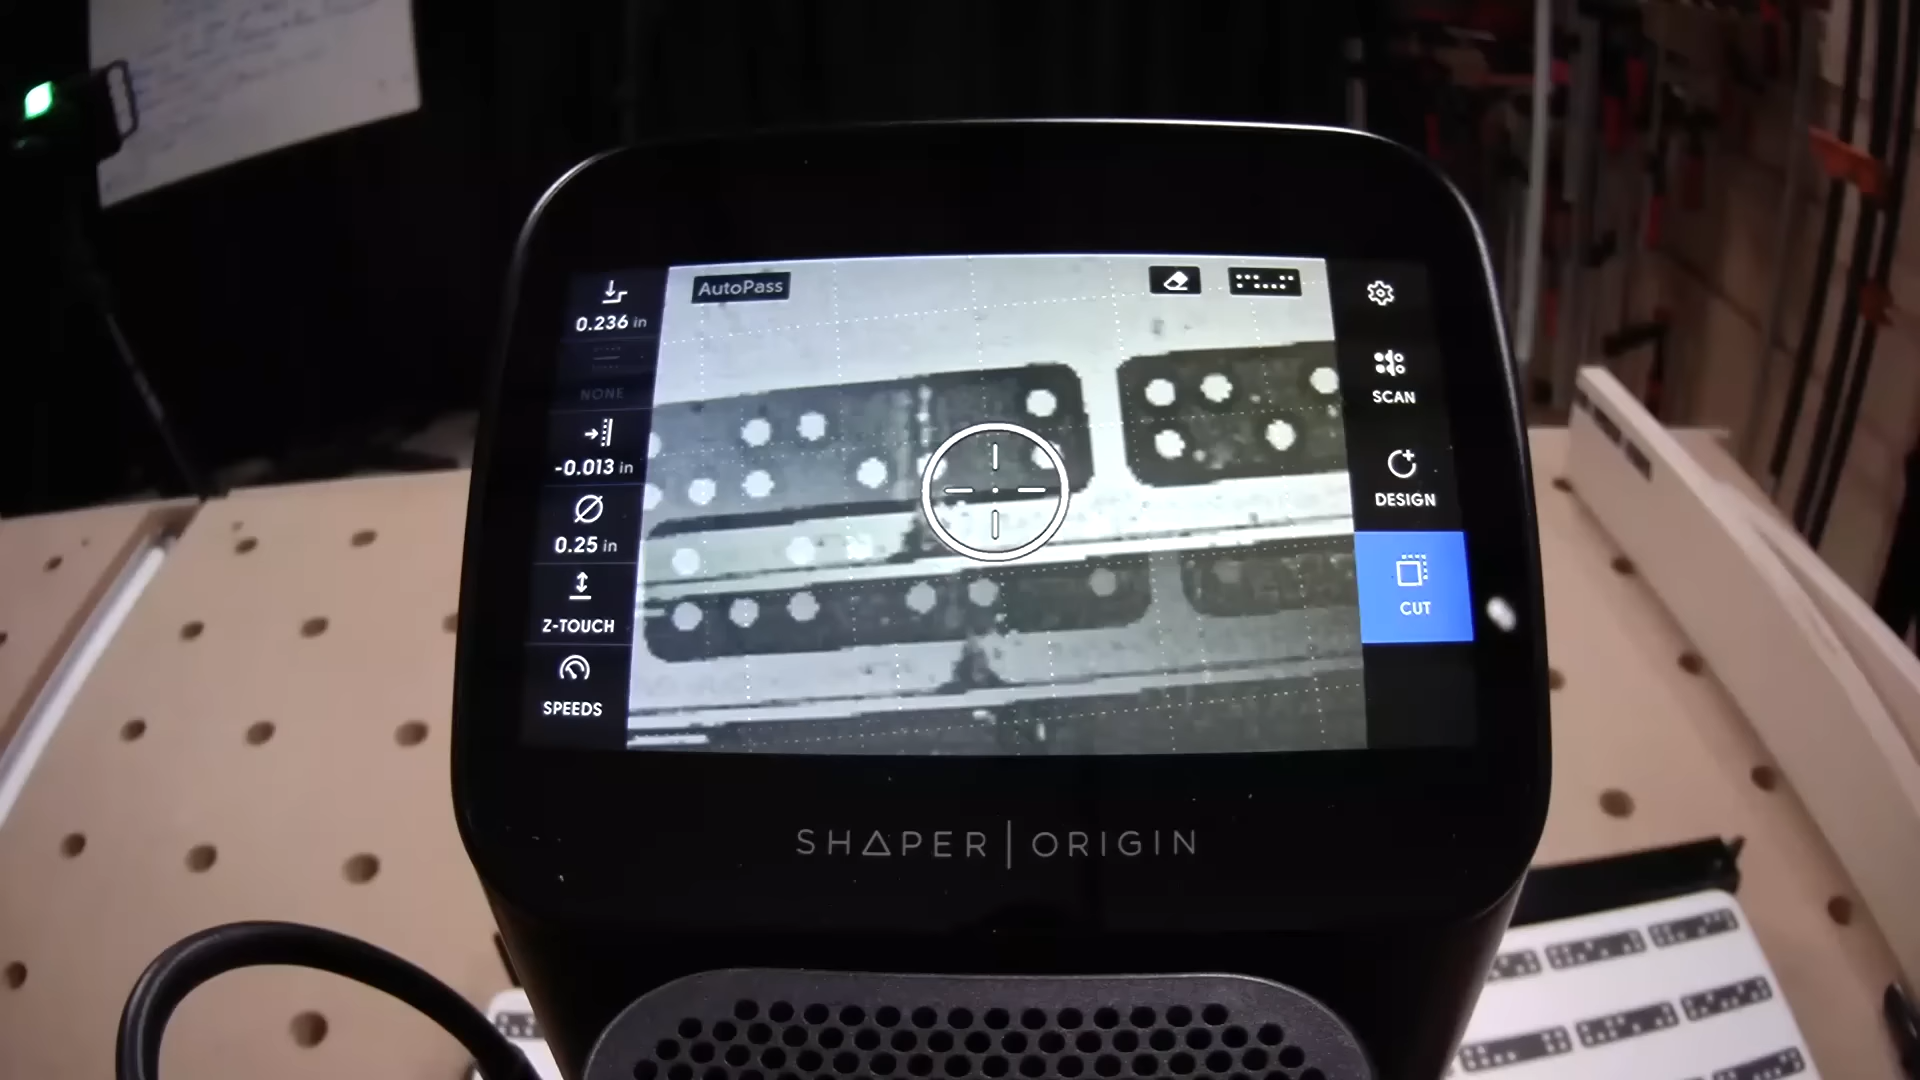 AutoPass
0.236 in
NONE
-0.013 in
0.25 in
Z-TOUCH
SPEEDS
SCAN
DESIGN
CUT
SHAPER | ORIGIN